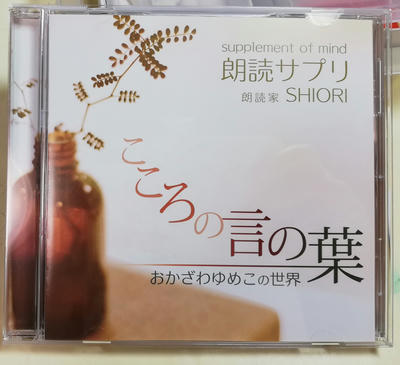 supplement of mind
朗読サプリ
朗読家 SHIORI
こころの言の葉
おかざわゆめこの世界